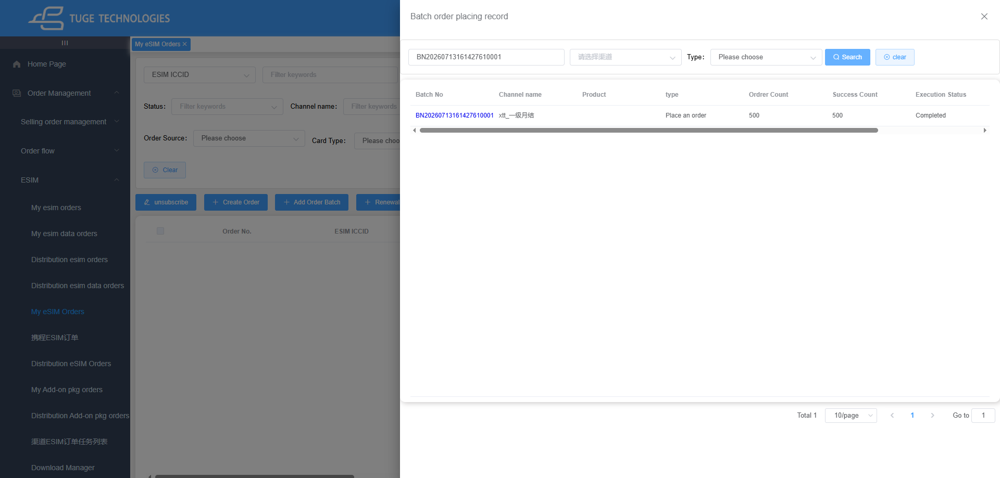 TUGE TECHNOLOGIES
Home Page
Order Management
Selling order management
Order flow
ESIM
My esim orders
My esim data orders
Distribution esim orders
Distribution esim data orders
My eSIM Orders
携程ESIM订单
Distribution eSIM Orders
My Add-on pkg orders
Distribution Add-on pkg orders
渠道ESIM订单任务列表
Download Manager
My eSIM Orders
ESIM ICCID Filter keywords
Status: Filter keywords Channel name: Filter keywords
Order Source: Please choose Card Type: Please choo
Clear
unsubscribe Create Order Add Order Batch Renewal
Order No. ESIM ICCID
Batch order placing record
BN20260713161427610001 请选择渠道 Type: Please choose Search clear
Batch No Channel name Product type Ordrer Count Success Count Execution Status
BN20260713161427610001 xtt_一级月结 Place an order 500 500 Completed
Total 1 10/page 1 Go to 1